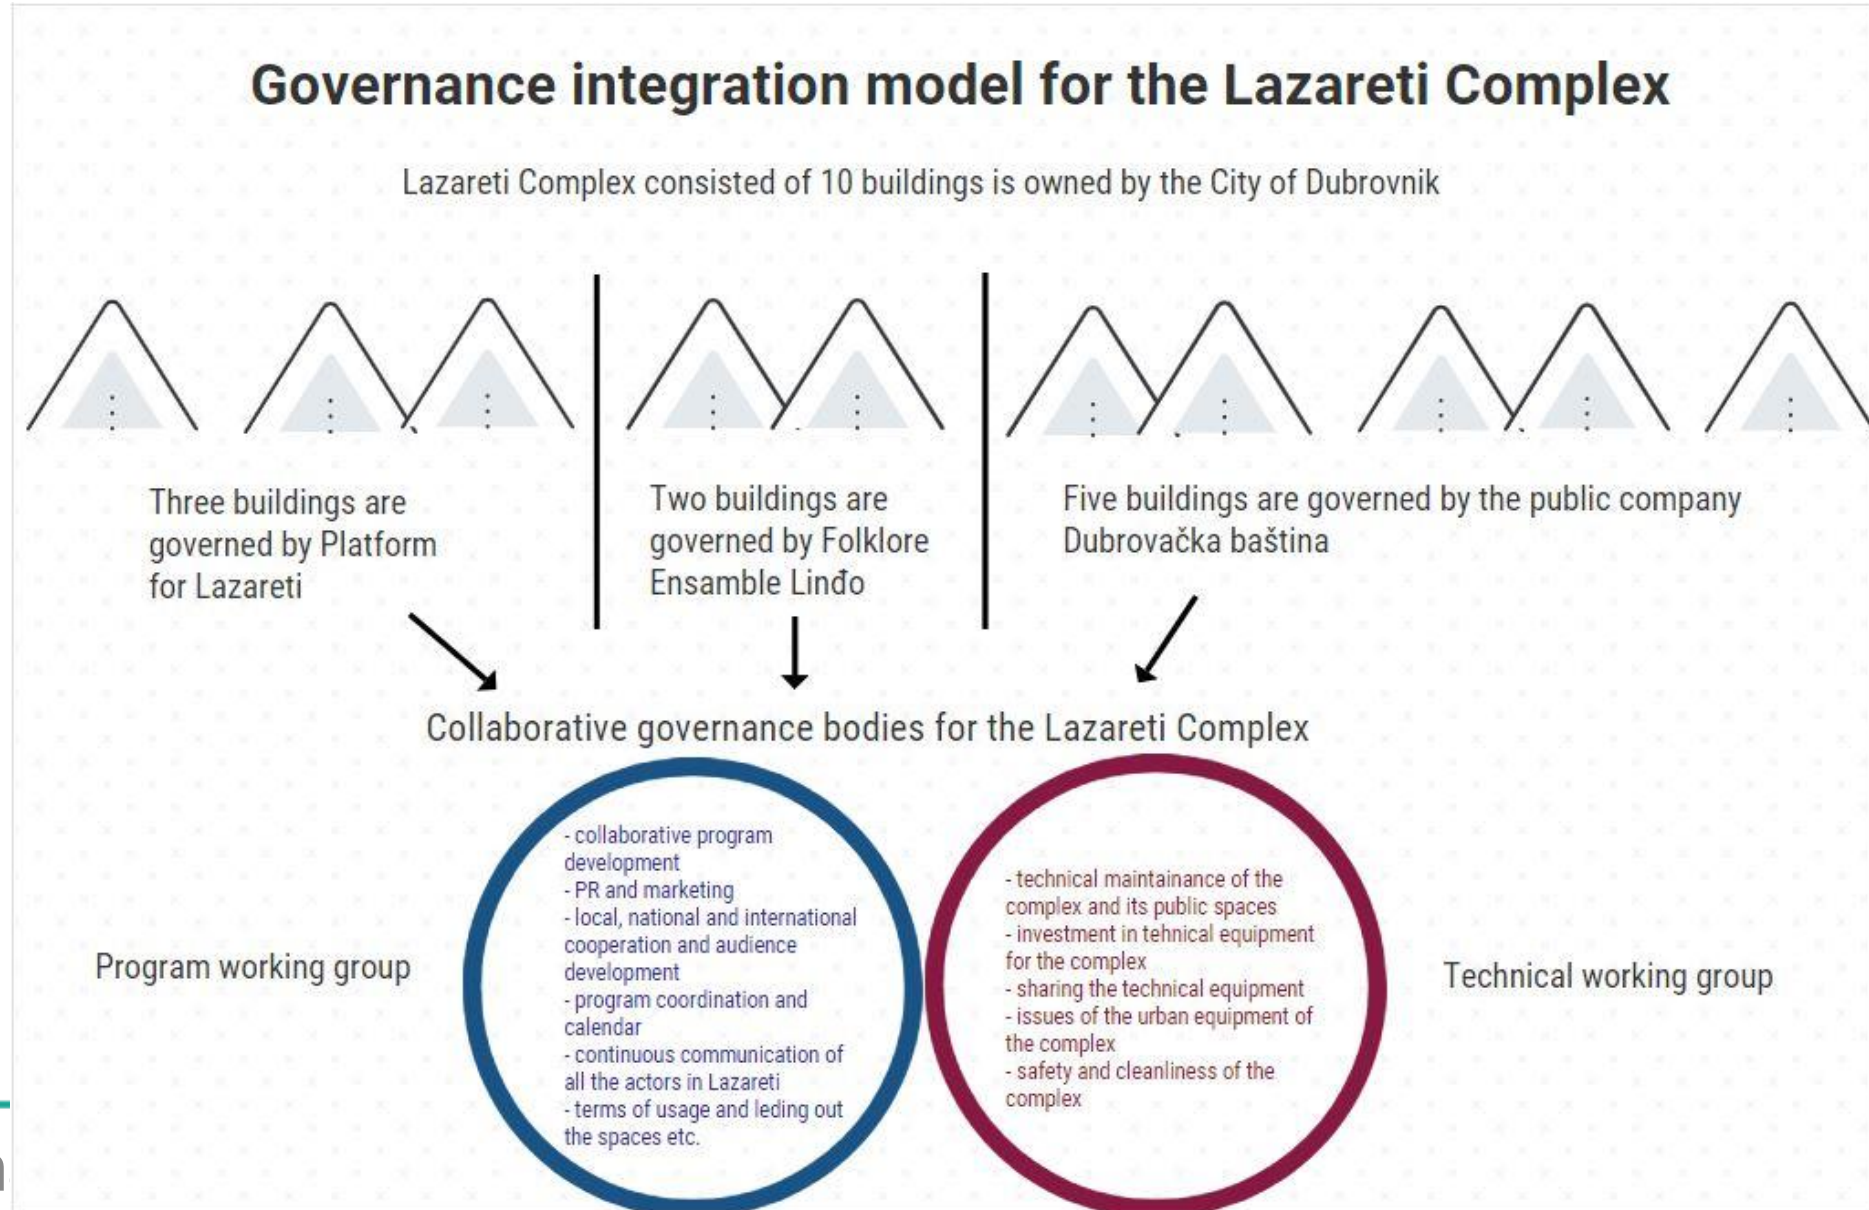 Governance integration model for the Lazareti Complex
Lazareti Complex consisted of 10 buildings is owned by the City of Dubrovnik
Three buildings are
governed by Platform
for Lazareti
Two buildings are
governed by Folklore
Ensamble Linđo
Five buildings are governed by the public company
Dubrovačka baština
Collaborative governance bodies for the Lazareti Complex
Program working group
- collaborative program
development
- PR and marketing
- local, national and international
cooperation and audience
development
- program coordination and
calendar
- continuous communication of
all the actors in Lazareti
- terms of usage and leding out
the spaces etc.
- technical maintainance of the
complex and its public spaces
- investment in tehnical equipment
for the complex
- sharing the technical equipment
- issues of the urban equipment of
the complex
- safety and cleanliness of the
complex
Technical working group